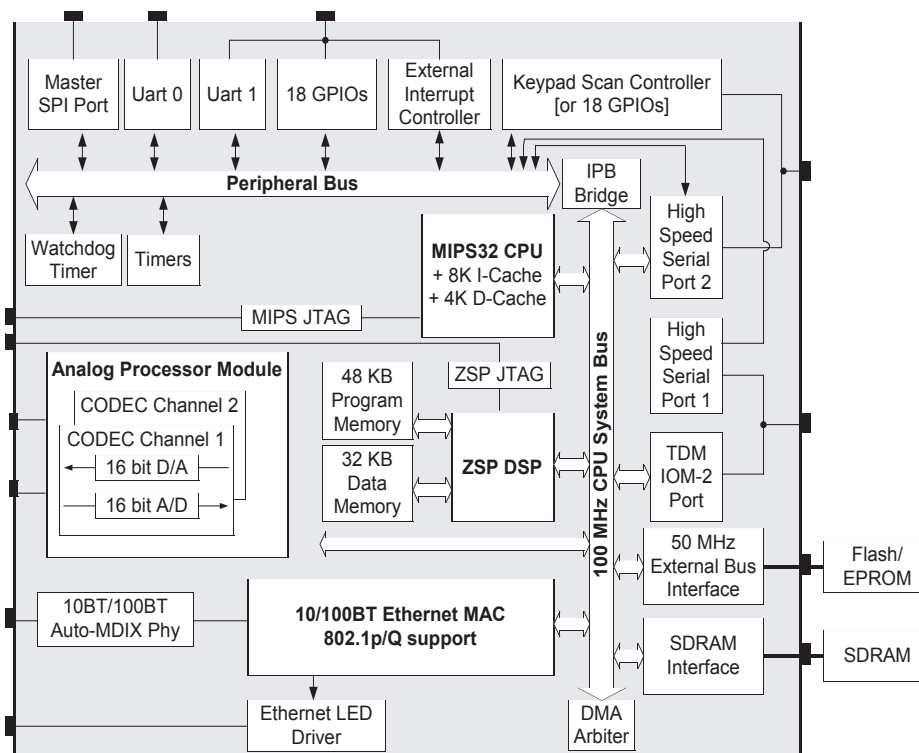 Master
SPI Port
Uart 0
Uart 1
18 GPIOs
External
Interrupt
Controller
Keypad Scan Controller
[or 18 GPIOs]
Peripheral Bus
IPB
Bridge
Watchdog
Timer
Timers
MIPS32 CPU
+ 8K I-Cache
+ 4K D-Cache
High
Speed
Serial
Port 2
MIPS JTAG
Analog Processor Module
CODEC Channel 2
CODEC Channel 1
16 bit D/A
16 bit A/D
48 KB
Program
Memory
32 KB
Data
Memory
ZSP JTAG
ZSP DSP
100 MHz CPU System Bus
High
Speed
Serial
Port 1
TDM
IOM-2
Port
50 MHz
External Bus
Interface
Flash/
EPROM
10BT/100BT
Auto-MDIX Phy
10/100BT Ethernet MAC
802.1p/Q support
SDRAM
Interface
SDRAM
Ethernet LED
Driver
DMA
Arbiter